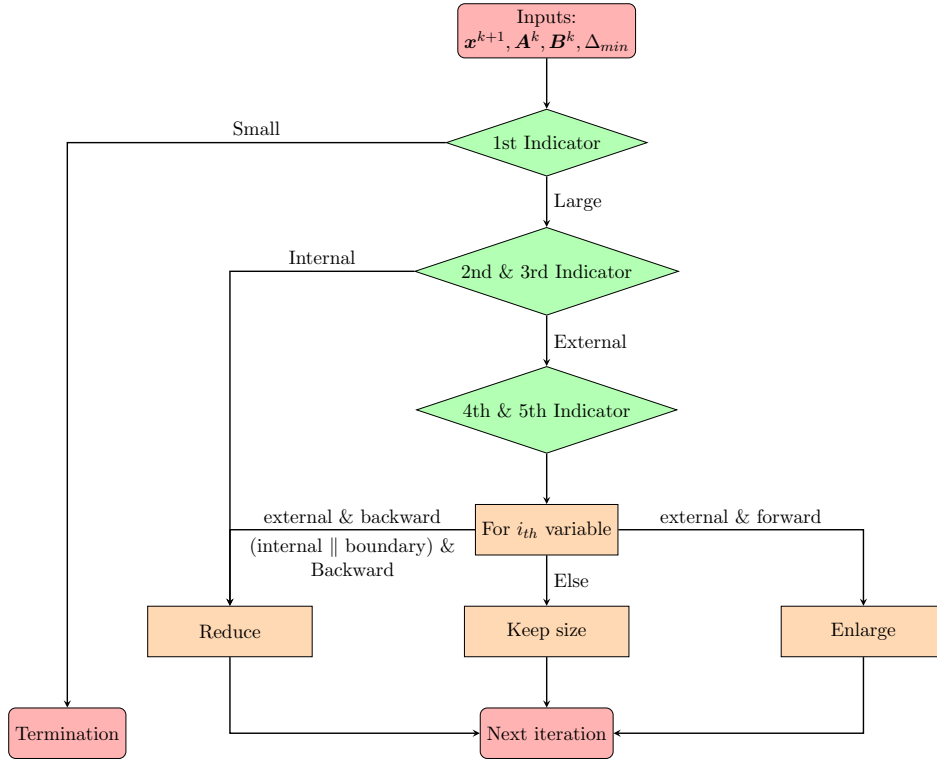 Inputs:
𝒙^{k+1}, 𝑨^k, 𝑩^k, Δ_{min}
Small
1st Indicator
Large
Internal
2nd & 3rd Indicator
External
4th & 5th Indicator
external & backward
For i_{th} variable
external & forward
(internal ∥ boundary) &
Backward
Else
Reduce
Keep size
Enlarge
Termination
Next iteration